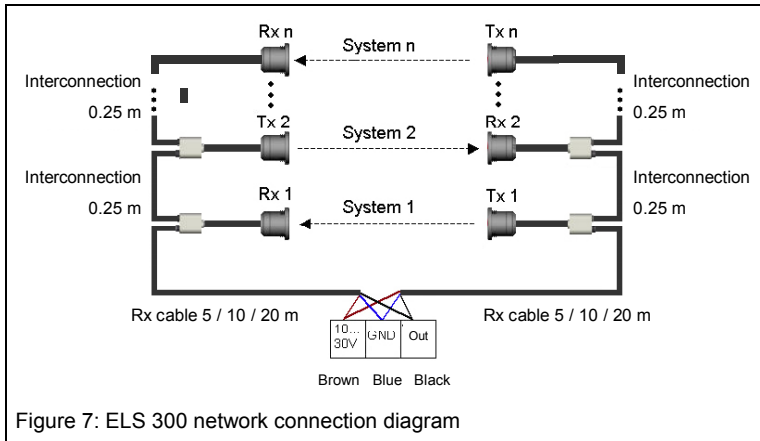 Rx n
System n
Tx n
Interconnection
0.25 m
Interconnection
0.25 m
Tx 2
System 2
Rx 2
Interconnection
0.25 m
Interconnection
0.25 m
Rx 1
System 1
Tx 1
Rx cable 5 / 10 / 20 m
Rx cable 5 / 10 / 20 m
10...
30V
GND
Out
Brown Blue Black
Figure 7: ELS 300 network connection diagram